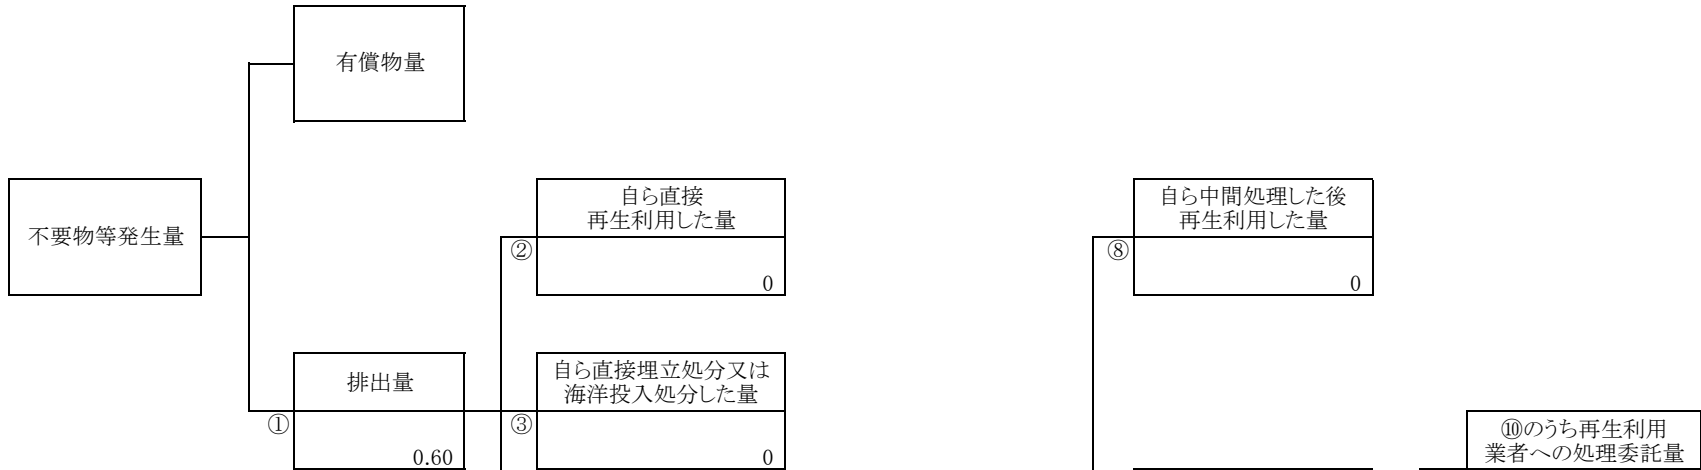 有償物量
不要物等発生量
自ら直接
再生利用した量
②
0
自ら中間処理した後
再生利用した量
⑧
0
排出量
①
0.60
自ら直接埋立処分又は
海洋投入処分した量
③
0
⑩のうち再生利用
業者への処理委託量